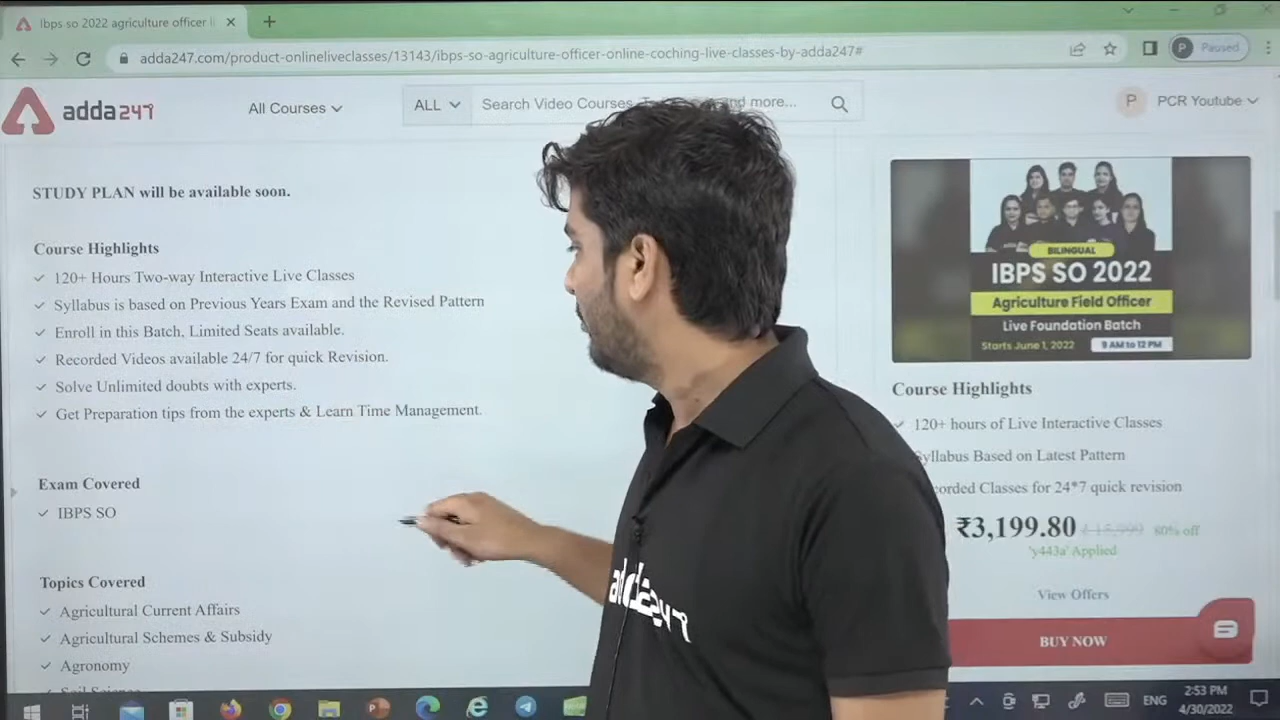 Ibps so 2022 agriculture officer
adda247.com/product-onlineliveclasses/13143/ibps-so-agriculture-officer-online-coching-live-classes-by-adda247#
P Paused
adda247
All Courses
ALL
Search Video Courses, and more...
P PCR Youtube
STUDY PLAN will be available soon.
Course Highlights
120+ Hours Two-way Interactive Live Classes
Syllabus is based on Previous Years Exam and the Revised Pattern
Enroll in this Batch, Limited Seats available.
Recorded Videos available 24/7 for quick Revision.
Solve Unlimited doubts with experts.
Get Preparation tips from the experts & Learn Time Management.
Exam Covered
IBPS SO
Topics Covered
Agricultural Current Affairs
Agricultural Schemes & Subsidy
Agronomy
Soil Science
BILINGUAL
IBPS SO 2022
Agriculture Field Officer
Live Foundation Batch
Starts June 1, 2022 9 AM to 12 PM
Course Highlights
120+ hours of Live Interactive Classes
Syllabus Based on Latest Pattern
orded Classes for 24*7 quick revision
₹3,199.80 ₹ 15,999 80% off
'y443a' Applied
View Offers
BUY NOW
adda247
ENG
2:53 PM
4/30/2022